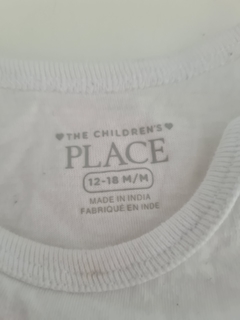 ♥THE CHILDREN'S♥
PLACE
12-18 M/M
MADE IN INDIA
FABRIQUÉ EN INDE